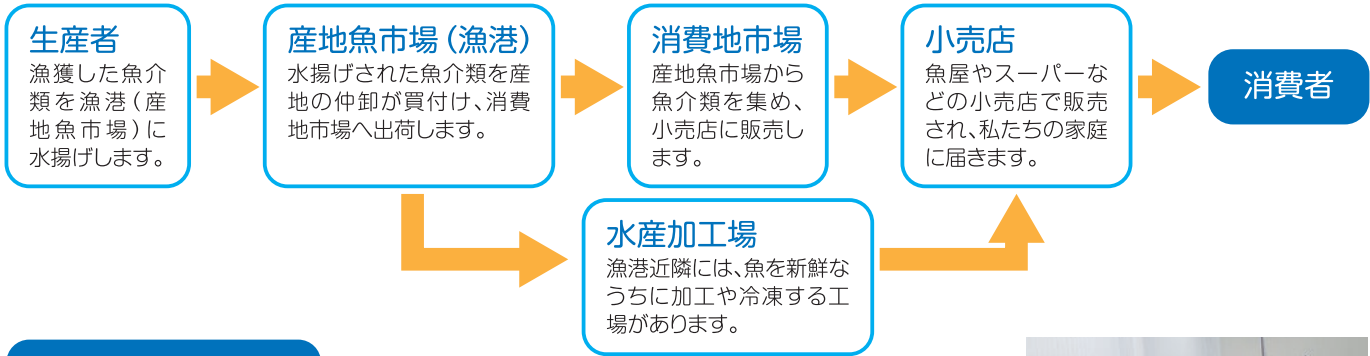 生産者
漁獲した魚介
類を漁港（産
地魚市場）に
水揚げします。
産地魚市場（漁港）
水揚げされた魚介類を産
地の仲卸が買付け、消費
地市場へ出荷します。
消費地市場
産地魚市場から
魚介類を集め、
小売店に販売し
ます。
小売店
魚屋やスーパーな
どの小売店で販売
され、私たちの家庭
に届きます。
消費者
水産加工場
漁港近隣には、魚を新鮮な
うちに加工や冷凍する工
場があります。